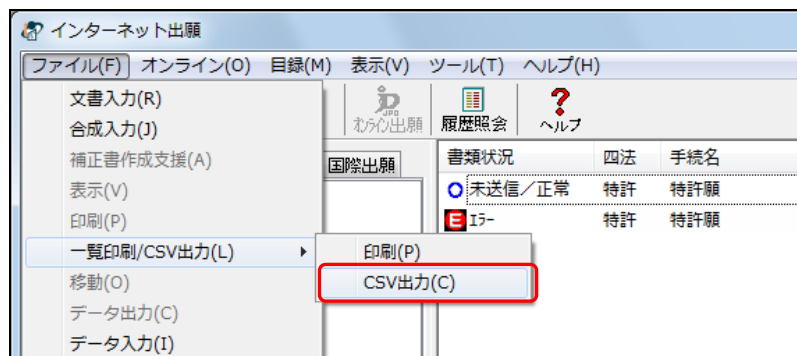 インターネット出願
ファイル(F) オンライン(O) 目録(M) 表示(V) ツール(T) ヘルプ(H)
文書入力(R)
合成入力(J)
補正書作成支援(A)
表示(V)
印刷(P)
一覧印刷/CSV出力(L)
移動(O)
データ出力(C)
データ入力(I)
印刷(P)
CSV出力(C)
JPO
オンライン出願
履歴照会
ヘルプ
国際出願
書類状況 四法 手続名
未送信/正常 特許 特許願
E エラー 特許 特許願